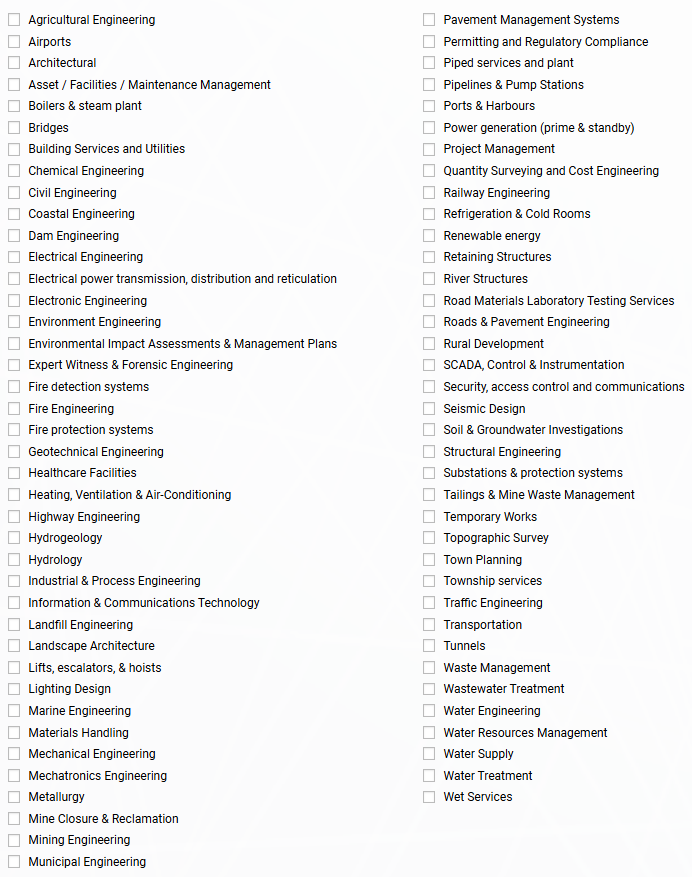 Agricultural Engineering
Airports
Architectural
Asset / Facilities / Maintenance Management
Boilers & steam plant
Bridges
Building Services and Utilities
Chemical Engineering
Civil Engineering
Coastal Engineering
Dam Engineering
Electrical Engineering
Electrical power transmission, distribution and reticulation
Electronic Engineering
Environment Engineering
Environmental Impact Assessments & Management Plans
Expert Witness & Forensic Engineering
Fire detection systems
Fire Engineering
Fire protection systems
Geotechnical Engineering
Healthcare Facilities
Heating, Ventilation & Air-Conditioning
Highway Engineering
Hydrogeology
Hydrology
Industrial & Process Engineering
Information & Communications Technology
Landfill Engineering
Landscape Architecture
Lifts, escalators, & hoists
Lighting Design
Marine Engineering
Materials Handling
Mechanical Engineering
Mechatronics Engineering
Metallurgy
Mine Closure & Reclamation
Mining Engineering
Municipal Engineering
Pavement Management Systems
Permitting and Regulatory Compliance
Piped services and plant
Pipelines & Pump Stations
Ports & Harbours
Power generation (prime & standby)
Project Management
Quantity Surveying and Cost Engineering
Railway Engineering
Refrigeration & Cold Rooms
Renewable energy
Retaining Structures
River Structures
Road Materials Laboratory Testing Services
Roads & Pavement Engineering
Rural Development
SCADA, Control & Instrumentation
Security, access control and communications
Seismic Design
Soil & Groundwater Investigations
Structural Engineering
Substations & protection systems
Tailings & Mine Waste Management
Temporary Works
Topographic Survey
Town Planning
Township services
Traffic Engineering
Transportation
Tunnels
Waste Management
Wastewater Treatment
Water Engineering
Water Resources Management
Water Supply
Water Treatment
Wet Services